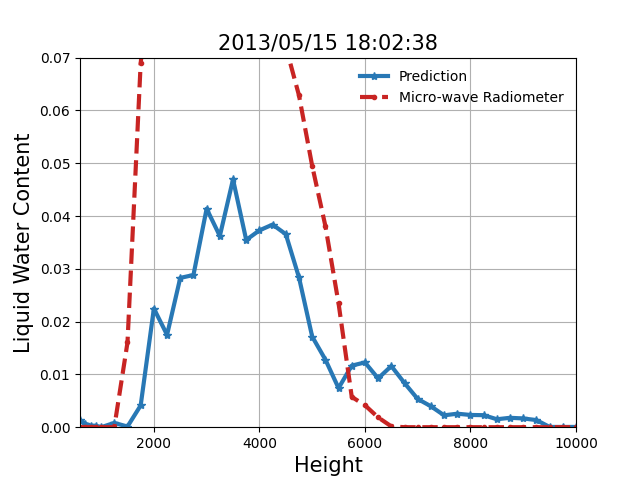 2013/05/15 18:02:38
0.07
0.06
0.05
0.04
0.03
0.02
0.01
0.00
Liquid Water Content
Prediction
Micro-wave Radiometer
2000 4000 6000 8000 10000
Height